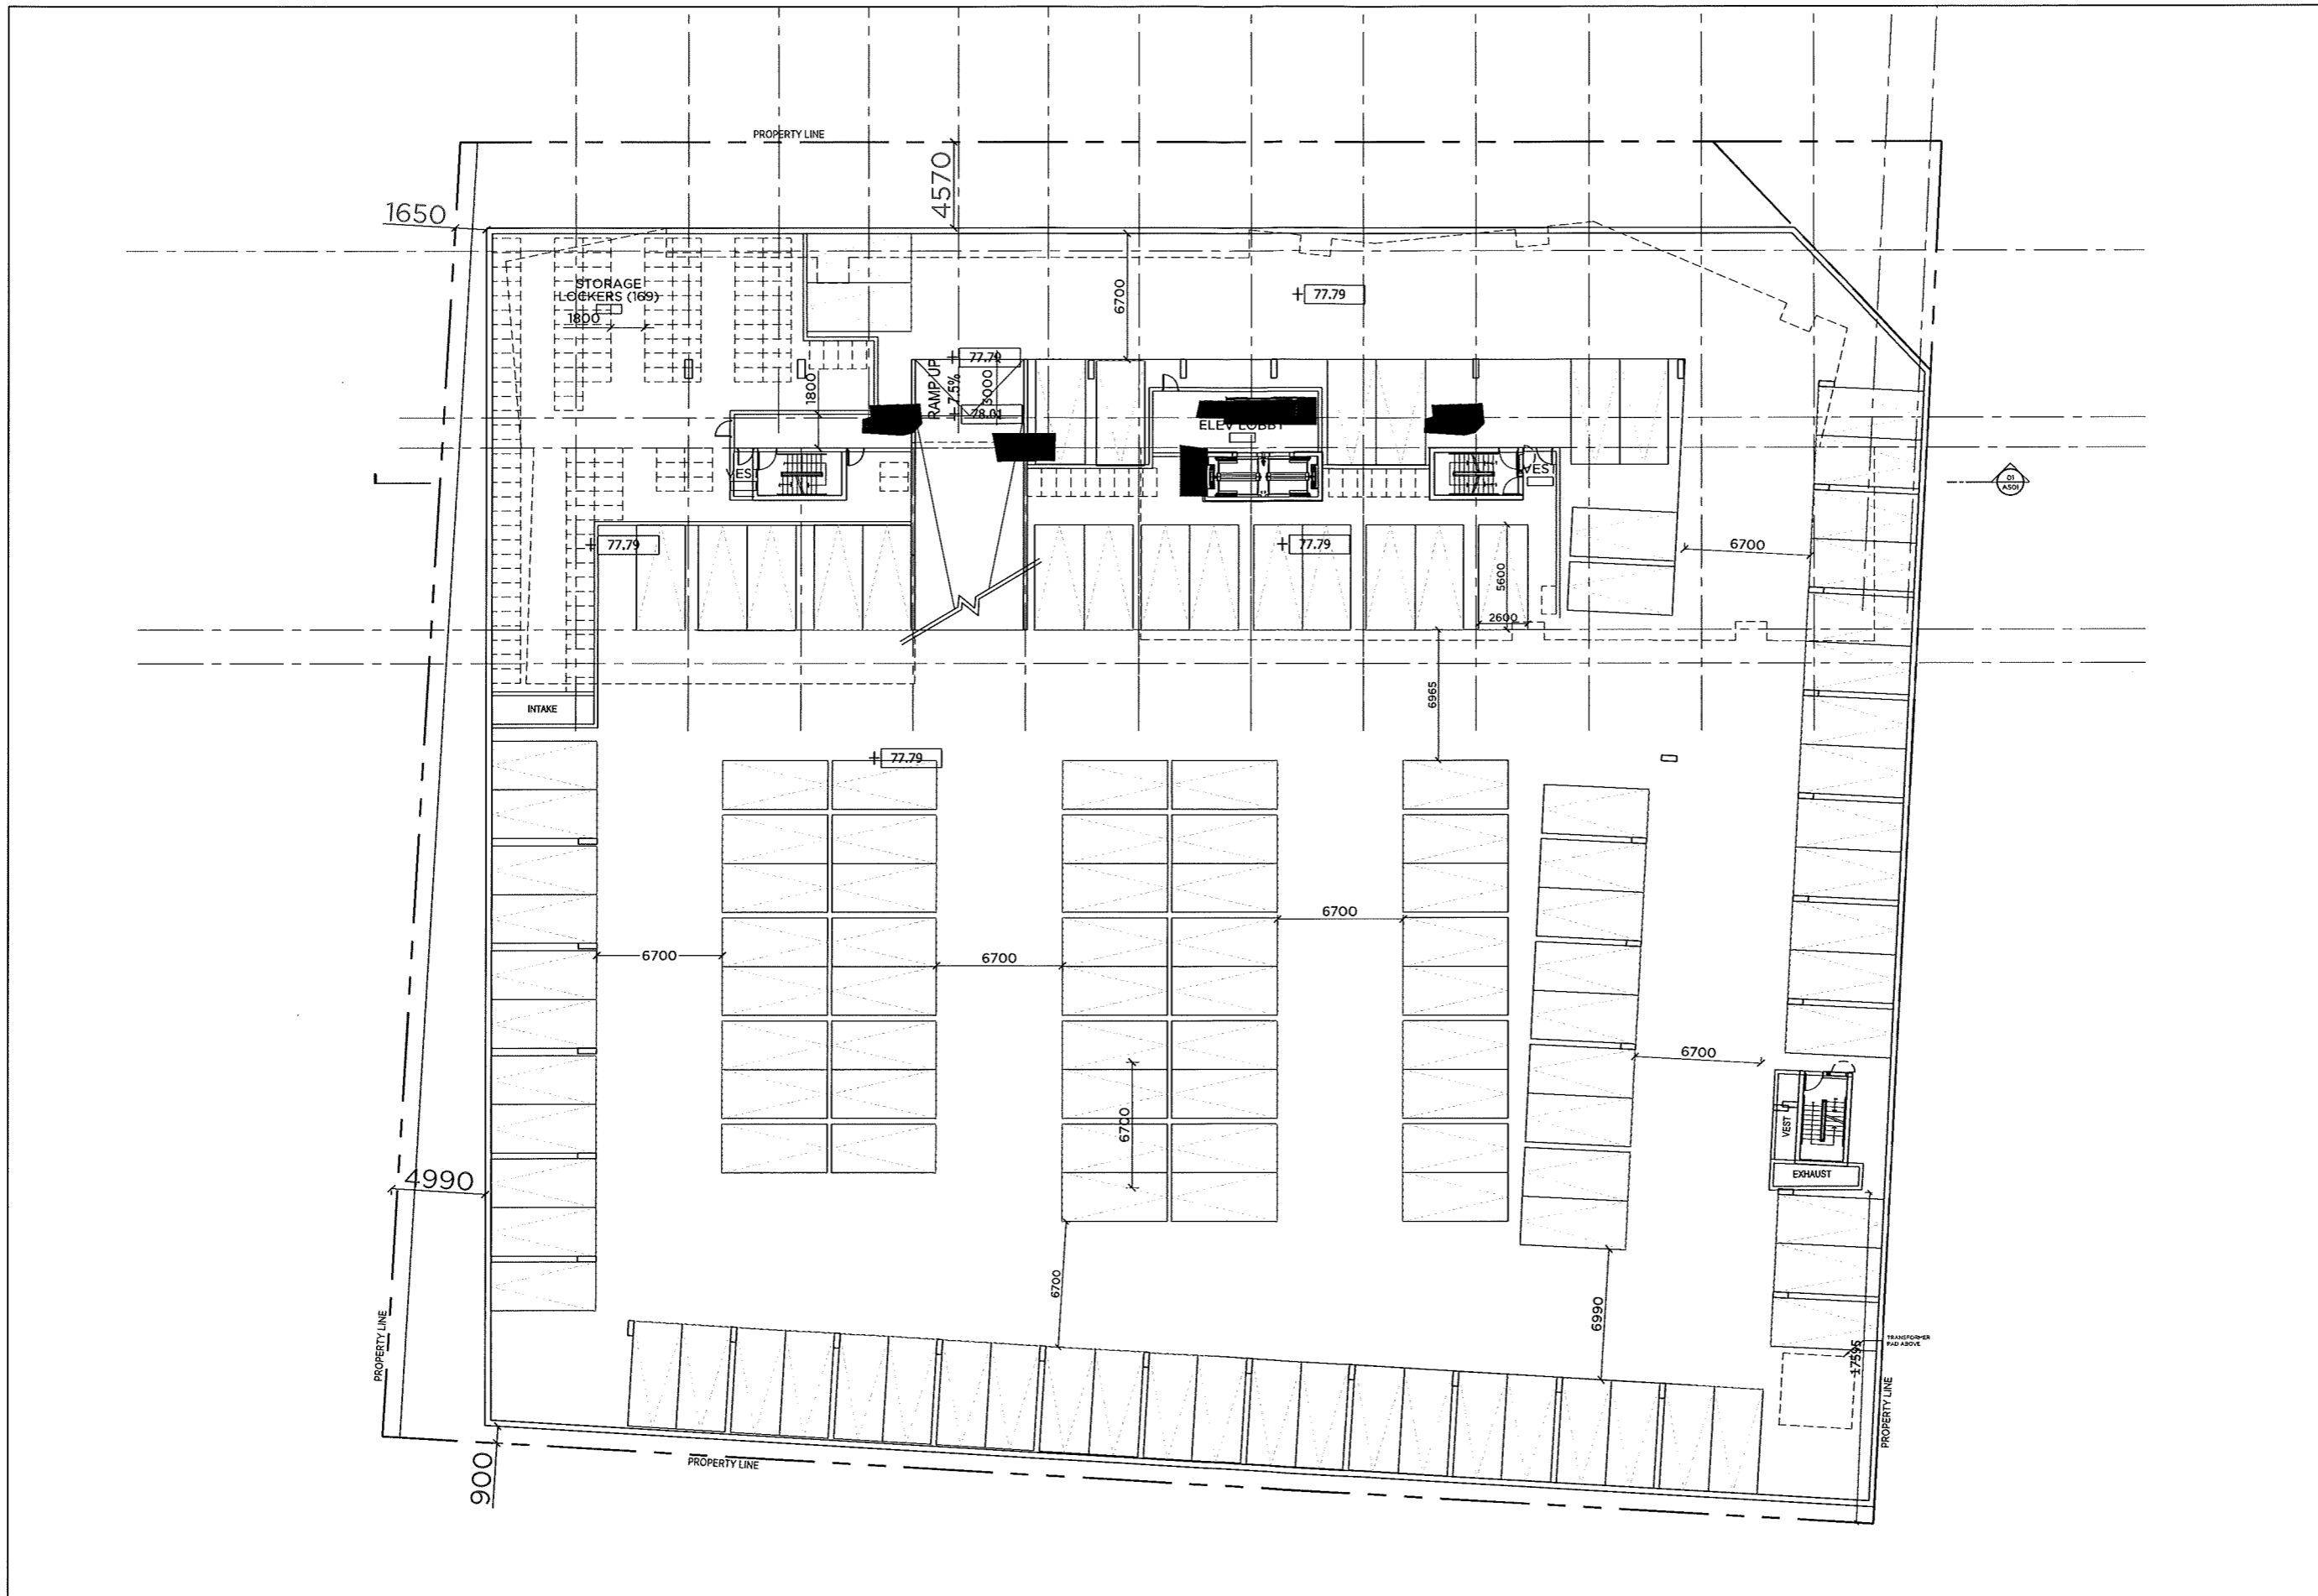 PROPERTY LINE
4570
1650
STORAGE
LOCKERS (169)
1800
6700
77.79
77.79
RAMP UP
7.5%
3000
78.01
1800
ELEV LOBBY
VEST
VEST
01
A501
77.79
77.79
6700
5600
2600
6965
INTAKE
77.79
6700
6700
6700
6700
6700
VEST
EXHAUST
4990
6700
6990
PROPERTY LINE
TRANSFORMER
PAD ABOVE
17595
PROPERTY LINE
PROPERTY LINE
900